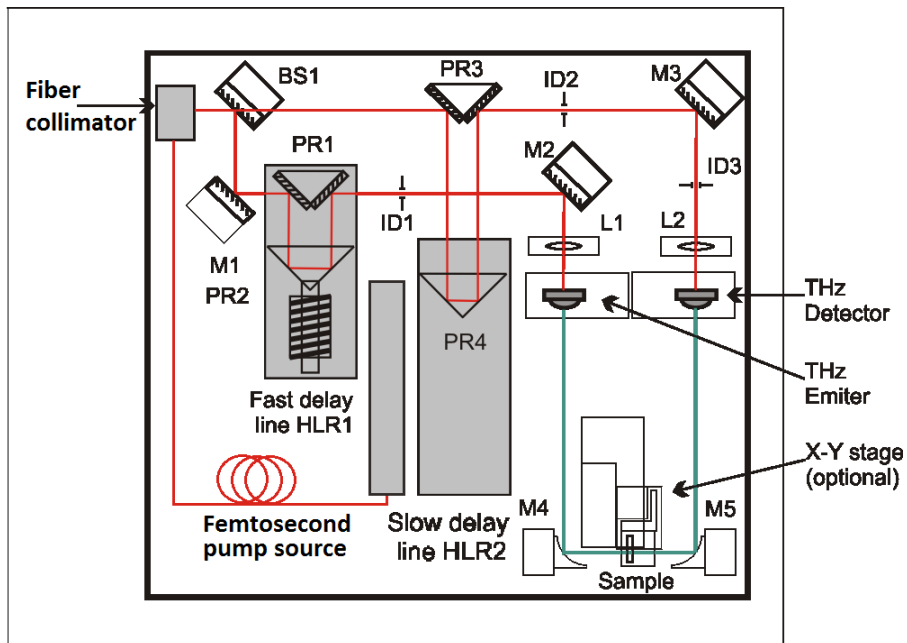 Fiber
collimator
BS1
PR3
ID2
M3
PR1
M2
ID3
ID1
L1
L2
M1
PR2
THz
Detector
PR4
THz
Emiter
Fast delay
line HLR1
X-Y stage
(optional)
Femtosecond
pump source
Slow delay
line HLR2
M4
M5
Sample